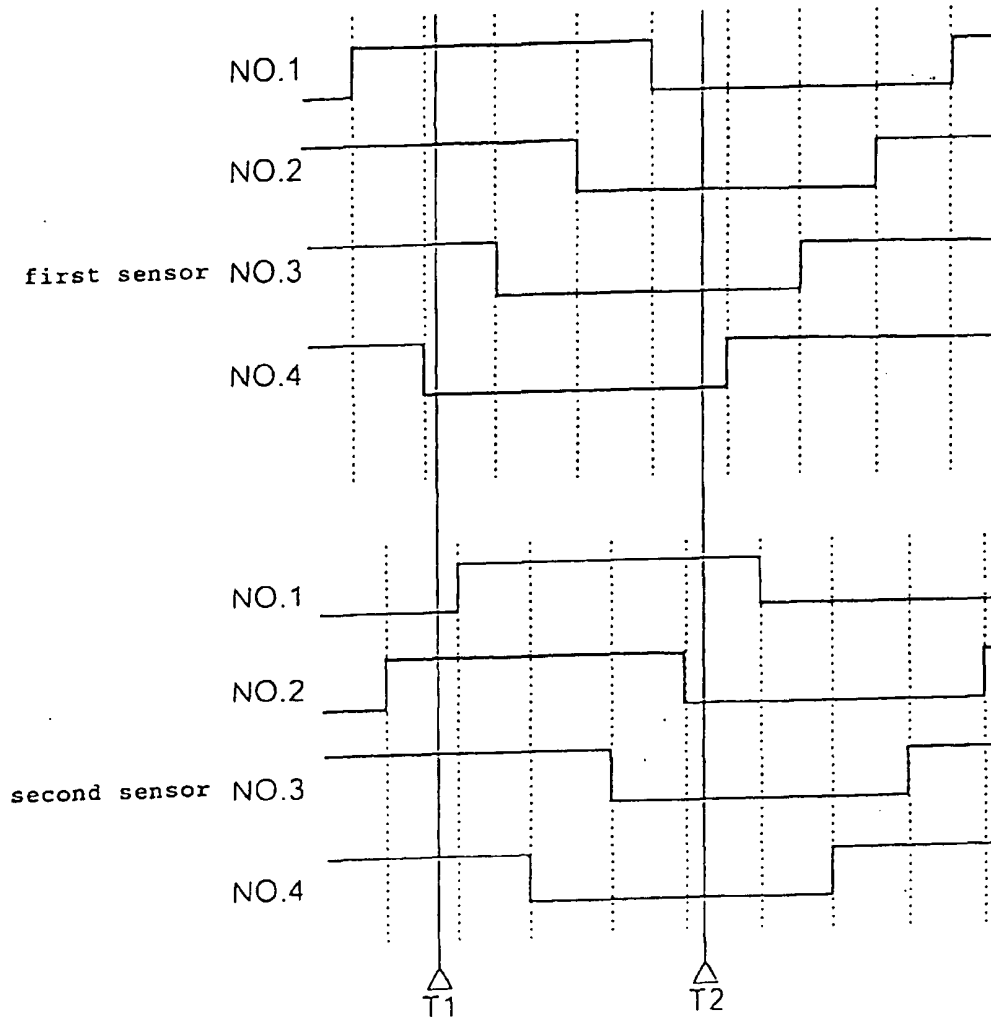 NO.1
NO.2
first sensor NO.3
NO.4
NO.1
NO.2
second sensor NO.3
NO.4
T1 T2